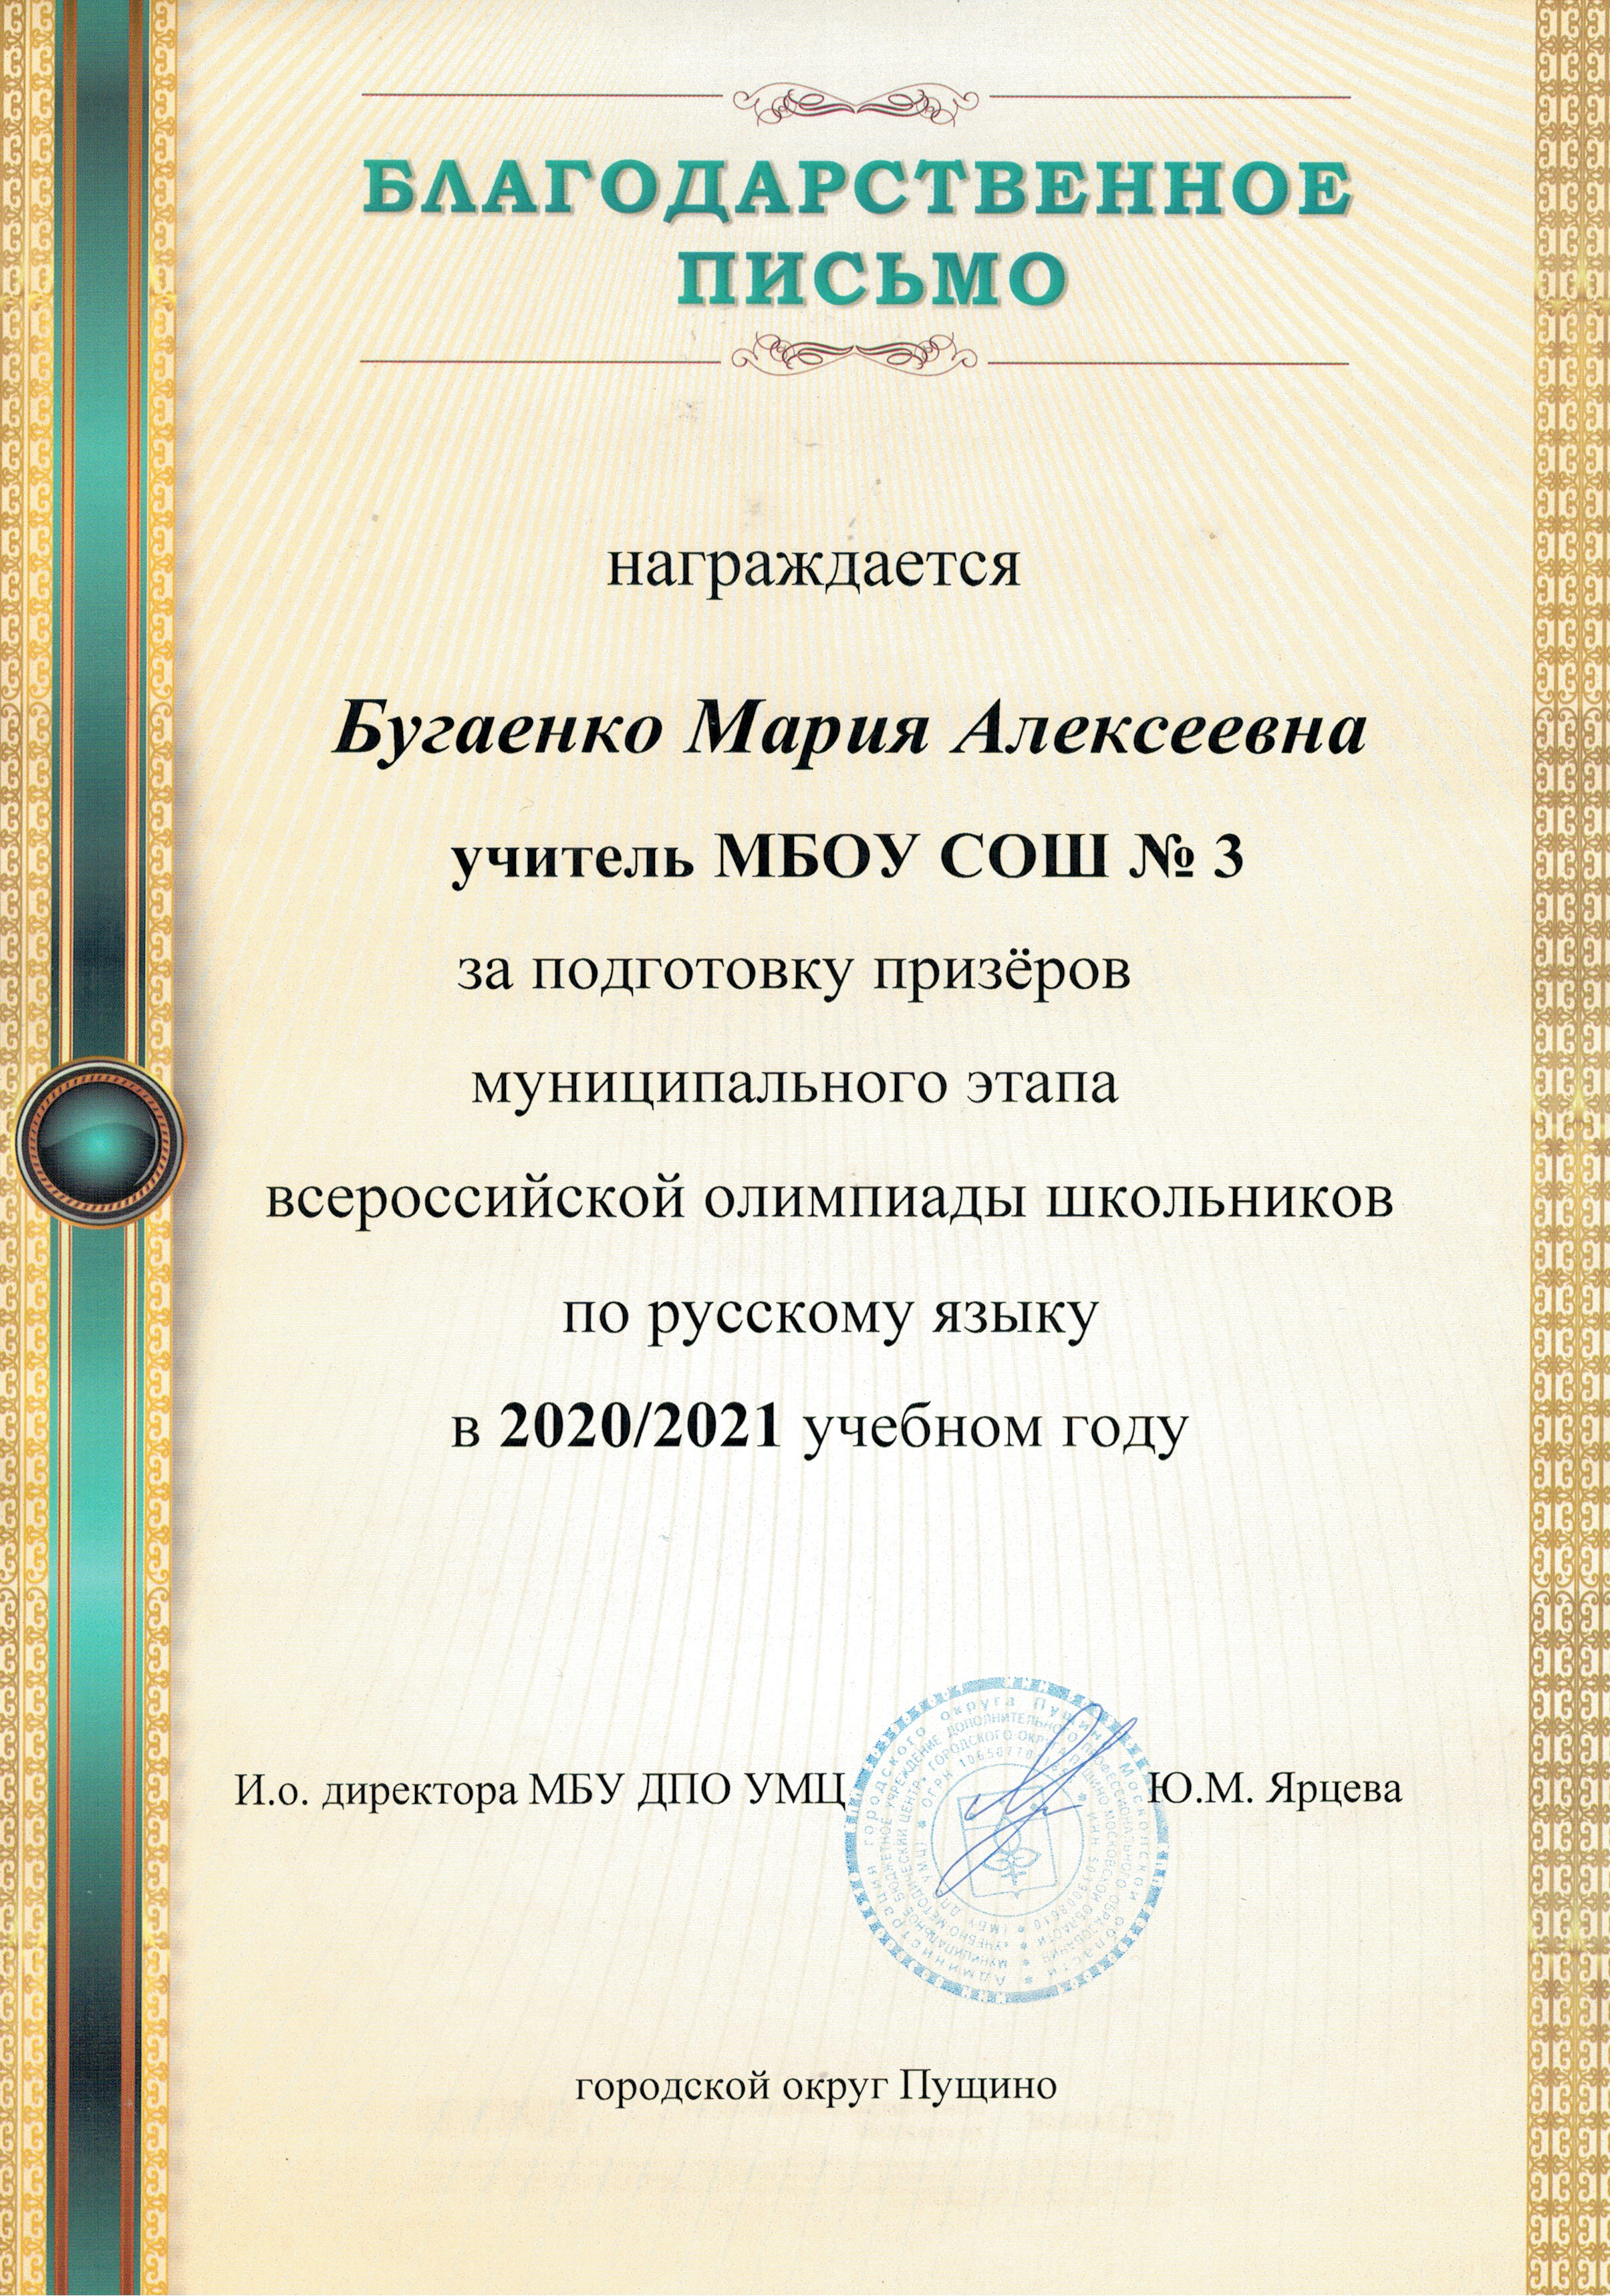 БЛАГОДАРСТВЕННОЕ
ПИСЬМО
награждается
Бугаенко Мария Алексеевна
учитель МБОУ СОШ № 3
за подготовку призёров
муниципального этапа
всероссийской олимпиады школьников
по русскому языку
в 2020/2021 учебном году
И.о. директора МБУ ДПО УМЦ Ю.М. Ярцева
городской округ Пущино